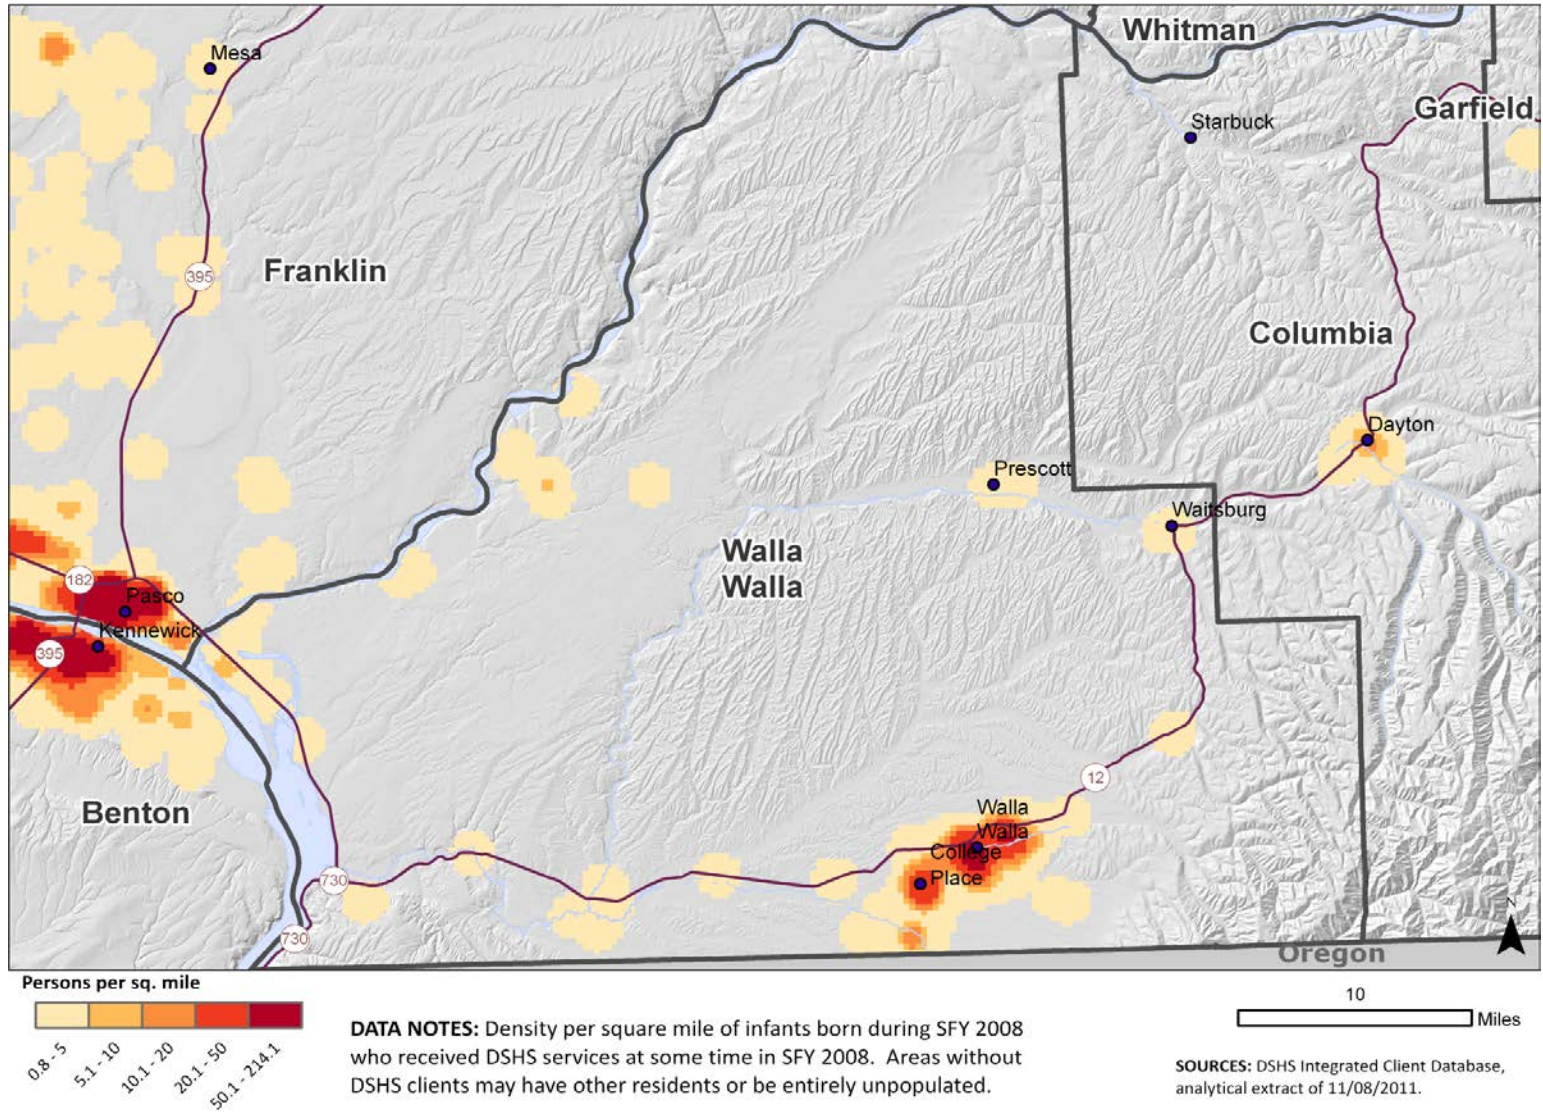 Whitman
Mesa
Garfield
Starbuck
395
Franklin
Columbia
Dayton
Prescott
Waitsburg
Walla
Walla
182
Pasco
Kennewick
395
12
Benton
Walla
Walla
College
Place
730
730
N
Oregon
Persons per sq. mile
0.8 - 5
5.1 - 10
10.1 - 20
20.1 - 50
50.1 - 214.1
DATA NOTES: Density per square mile of infants born during SFY 2008
who received DSHS services at some time in SFY 2008. Areas without
DSHS clients may have other residents or be entirely unpopulated.
10
Miles
SOURCES: DSHS Integrated Client Database,
analytical extract of 11/08/2011.